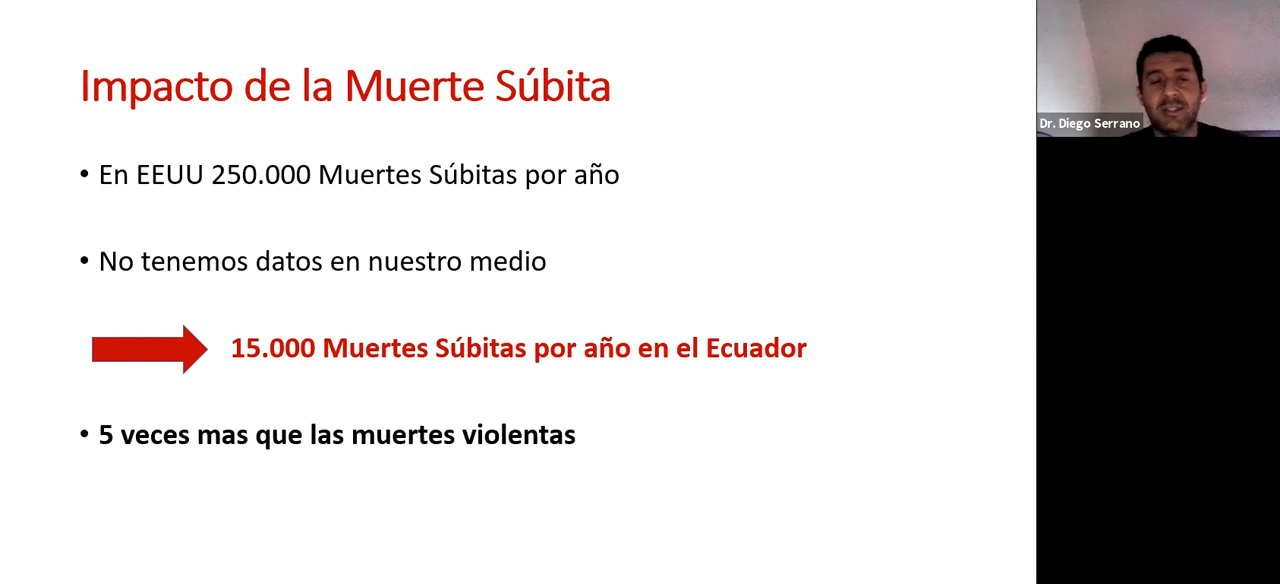 Impacto de la Muerte Súbita
• En EEUU 250.000 Muertes Súbitas por año
• No tenemos datos en nuestro medio
15.000 Muertes Súbitas por año en el Ecuador
• 5 veces mas que las muertes violentas
Dr. Diego Serrano